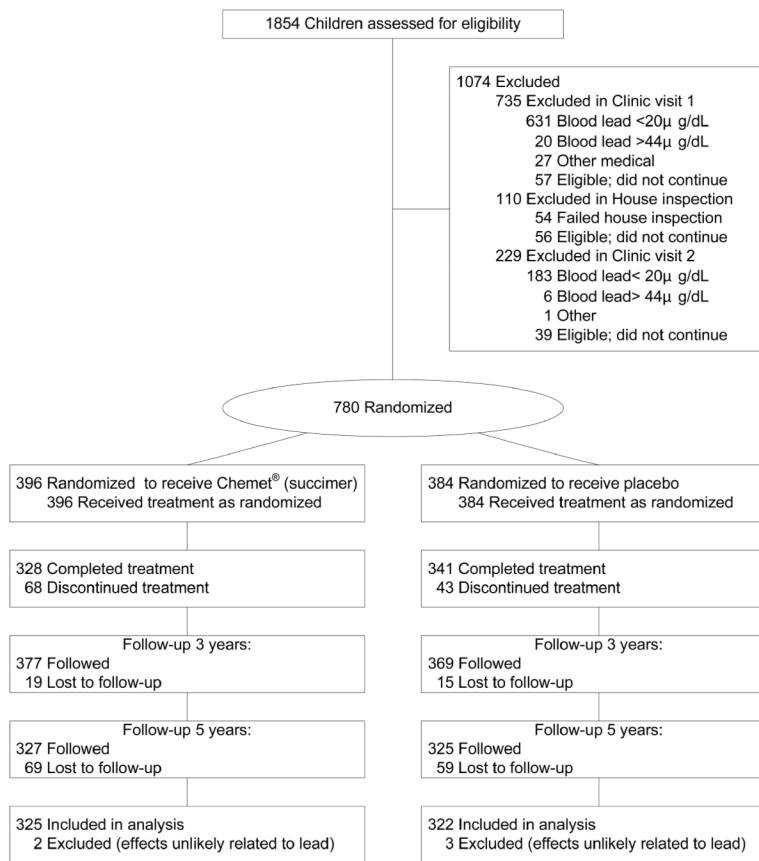 1854 Children assessed for eligibility
1074 Excluded
735 Excluded in Clinic visit 1
631 Blood lead <20μ g/dL
20 Blood lead >44μ g/dL
27 Other medical
57 Eligible; did not continue
110 Excluded in House inspection
54 Failed house inspection
56 Eligible; did not continue
229 Excluded in Clinic visit 2
183 Blood lead< 20μ g/dL
6 Blood lead> 44μ g/dL
1 Other
39 Eligible; did not continue
780 Randomized
396 Randomized to receive Chemet® (succimer)
396 Received treatment as randomized
384 Randomized to receive placebo
384 Received treatment as randomized
328 Completed treatment
68 Discontinued treatment
341 Completed treatment
43 Discontinued treatment
Follow-up 3 years:
377 Followed
19 Lost to follow-up
Follow-up 3 years:
369 Followed
15 Lost to follow-up
Follow-up 5 years:
327 Followed
69 Lost to follow-up
Follow-up 5 years:
325 Followed
59 Lost to follow-up
325 Included in analysis
2 Excluded (effects unlikely related to lead)
322 Included in analysis
3 Excluded (effects unlikely related to lead)